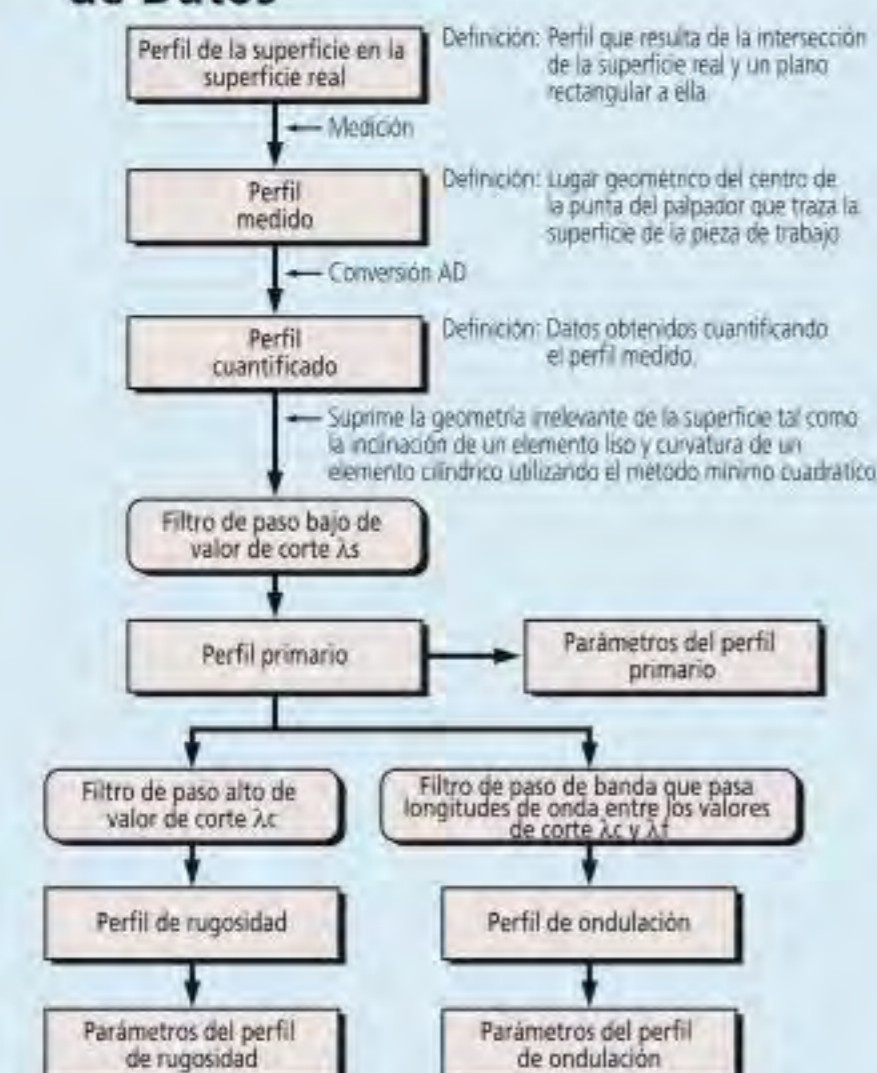 de Datos
Perfil de la superficie en la
superficie real
Definición: Perfil que resulta de la intersección
de la superficie real y un plano
rectangular a ella
Medición
Perfil
medido
Definición: Lugar geométrico del centro de
la punta del palpador que traza la
superficie de la pieza de trabajo
Conversión AD
Perfil
cuantificado
Definición: Datos obtenidos cuantificando
el perfil medido.
Suprime la geometría irrelevante de la superficie tal como
la inclinación de un elemento liso y curvatura de un
elemento cilíndrico utilizando el método mínimo cuadrático
Filtro de paso bajo de
valor de corte λs
Perfil primario
Parámetros del perfil
primario
Filtro de paso alto de
valor de corte λc
Filtro de paso de banda que pasa
longitudes de onda entre los valores
de corte λc y λf
Perfil de rugosidad
Perfil de ondulación
Parámetros del perfil
de rugosidad
Parámetros del perfil
de ondulación